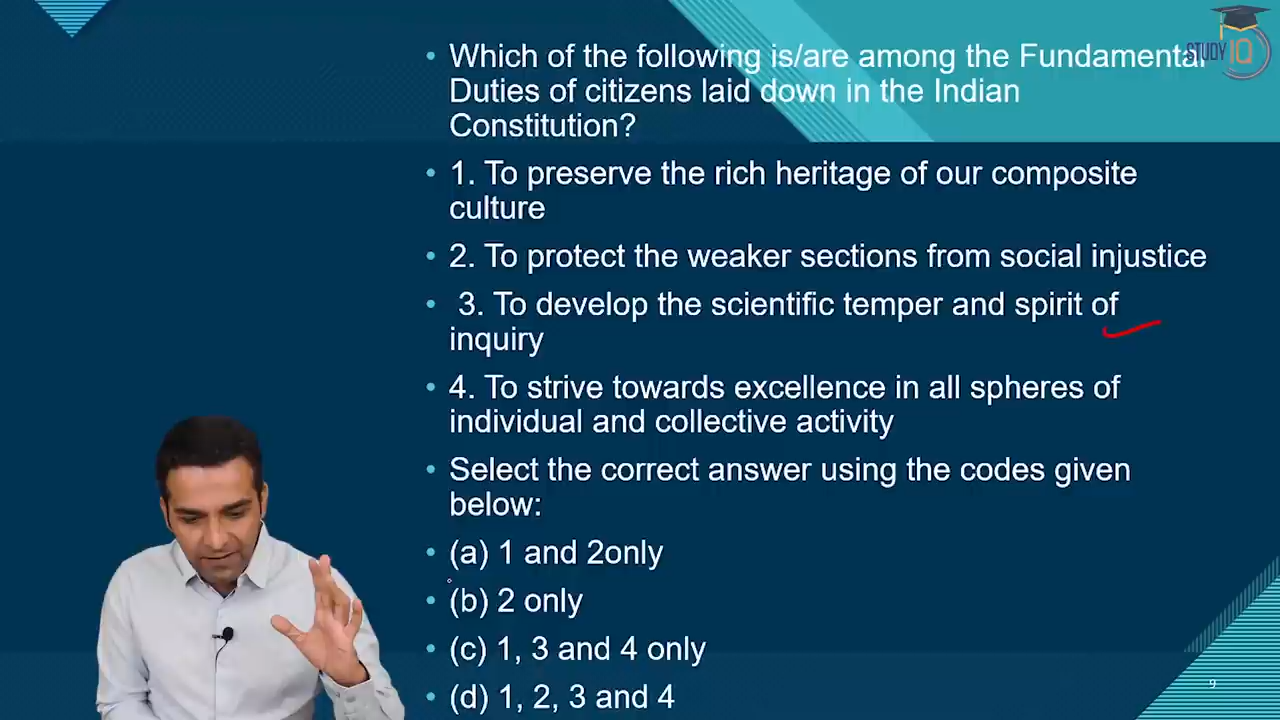 STUDY IQ
• Which of the following is/are among the Fundamental
Duties of citizens laid down in the Indian
Constitution?
• 1. To preserve the rich heritage of our composite
culture
• 2. To protect the weaker sections from social injustice
• 3. To develop the scientific temper and spirit of
inquiry
• 4. To strive towards excellence in all spheres of
individual and collective activity
• Select the correct answer using the codes given
below:
• (a) 1 and 2only
• (b) 2 only
• (c) 1, 3 and 4 only
• (d) 1, 2, 3 and 4
9